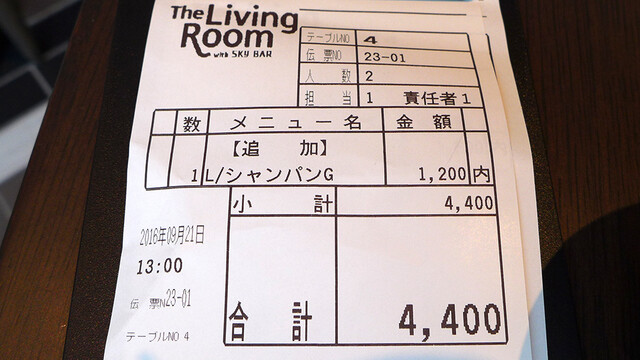 The Living
Room
with SKY BAR
テーブルNO 4
伝票NO 23-01
人数 2
担当 1 責任者1
数 メニュー名 金額
【追 加】
1 L/シャンパンG 1,200 内
小計 4,400
2016年09月21日
13:00
伝票N23-01
テーブルNO 4
合計 4,400